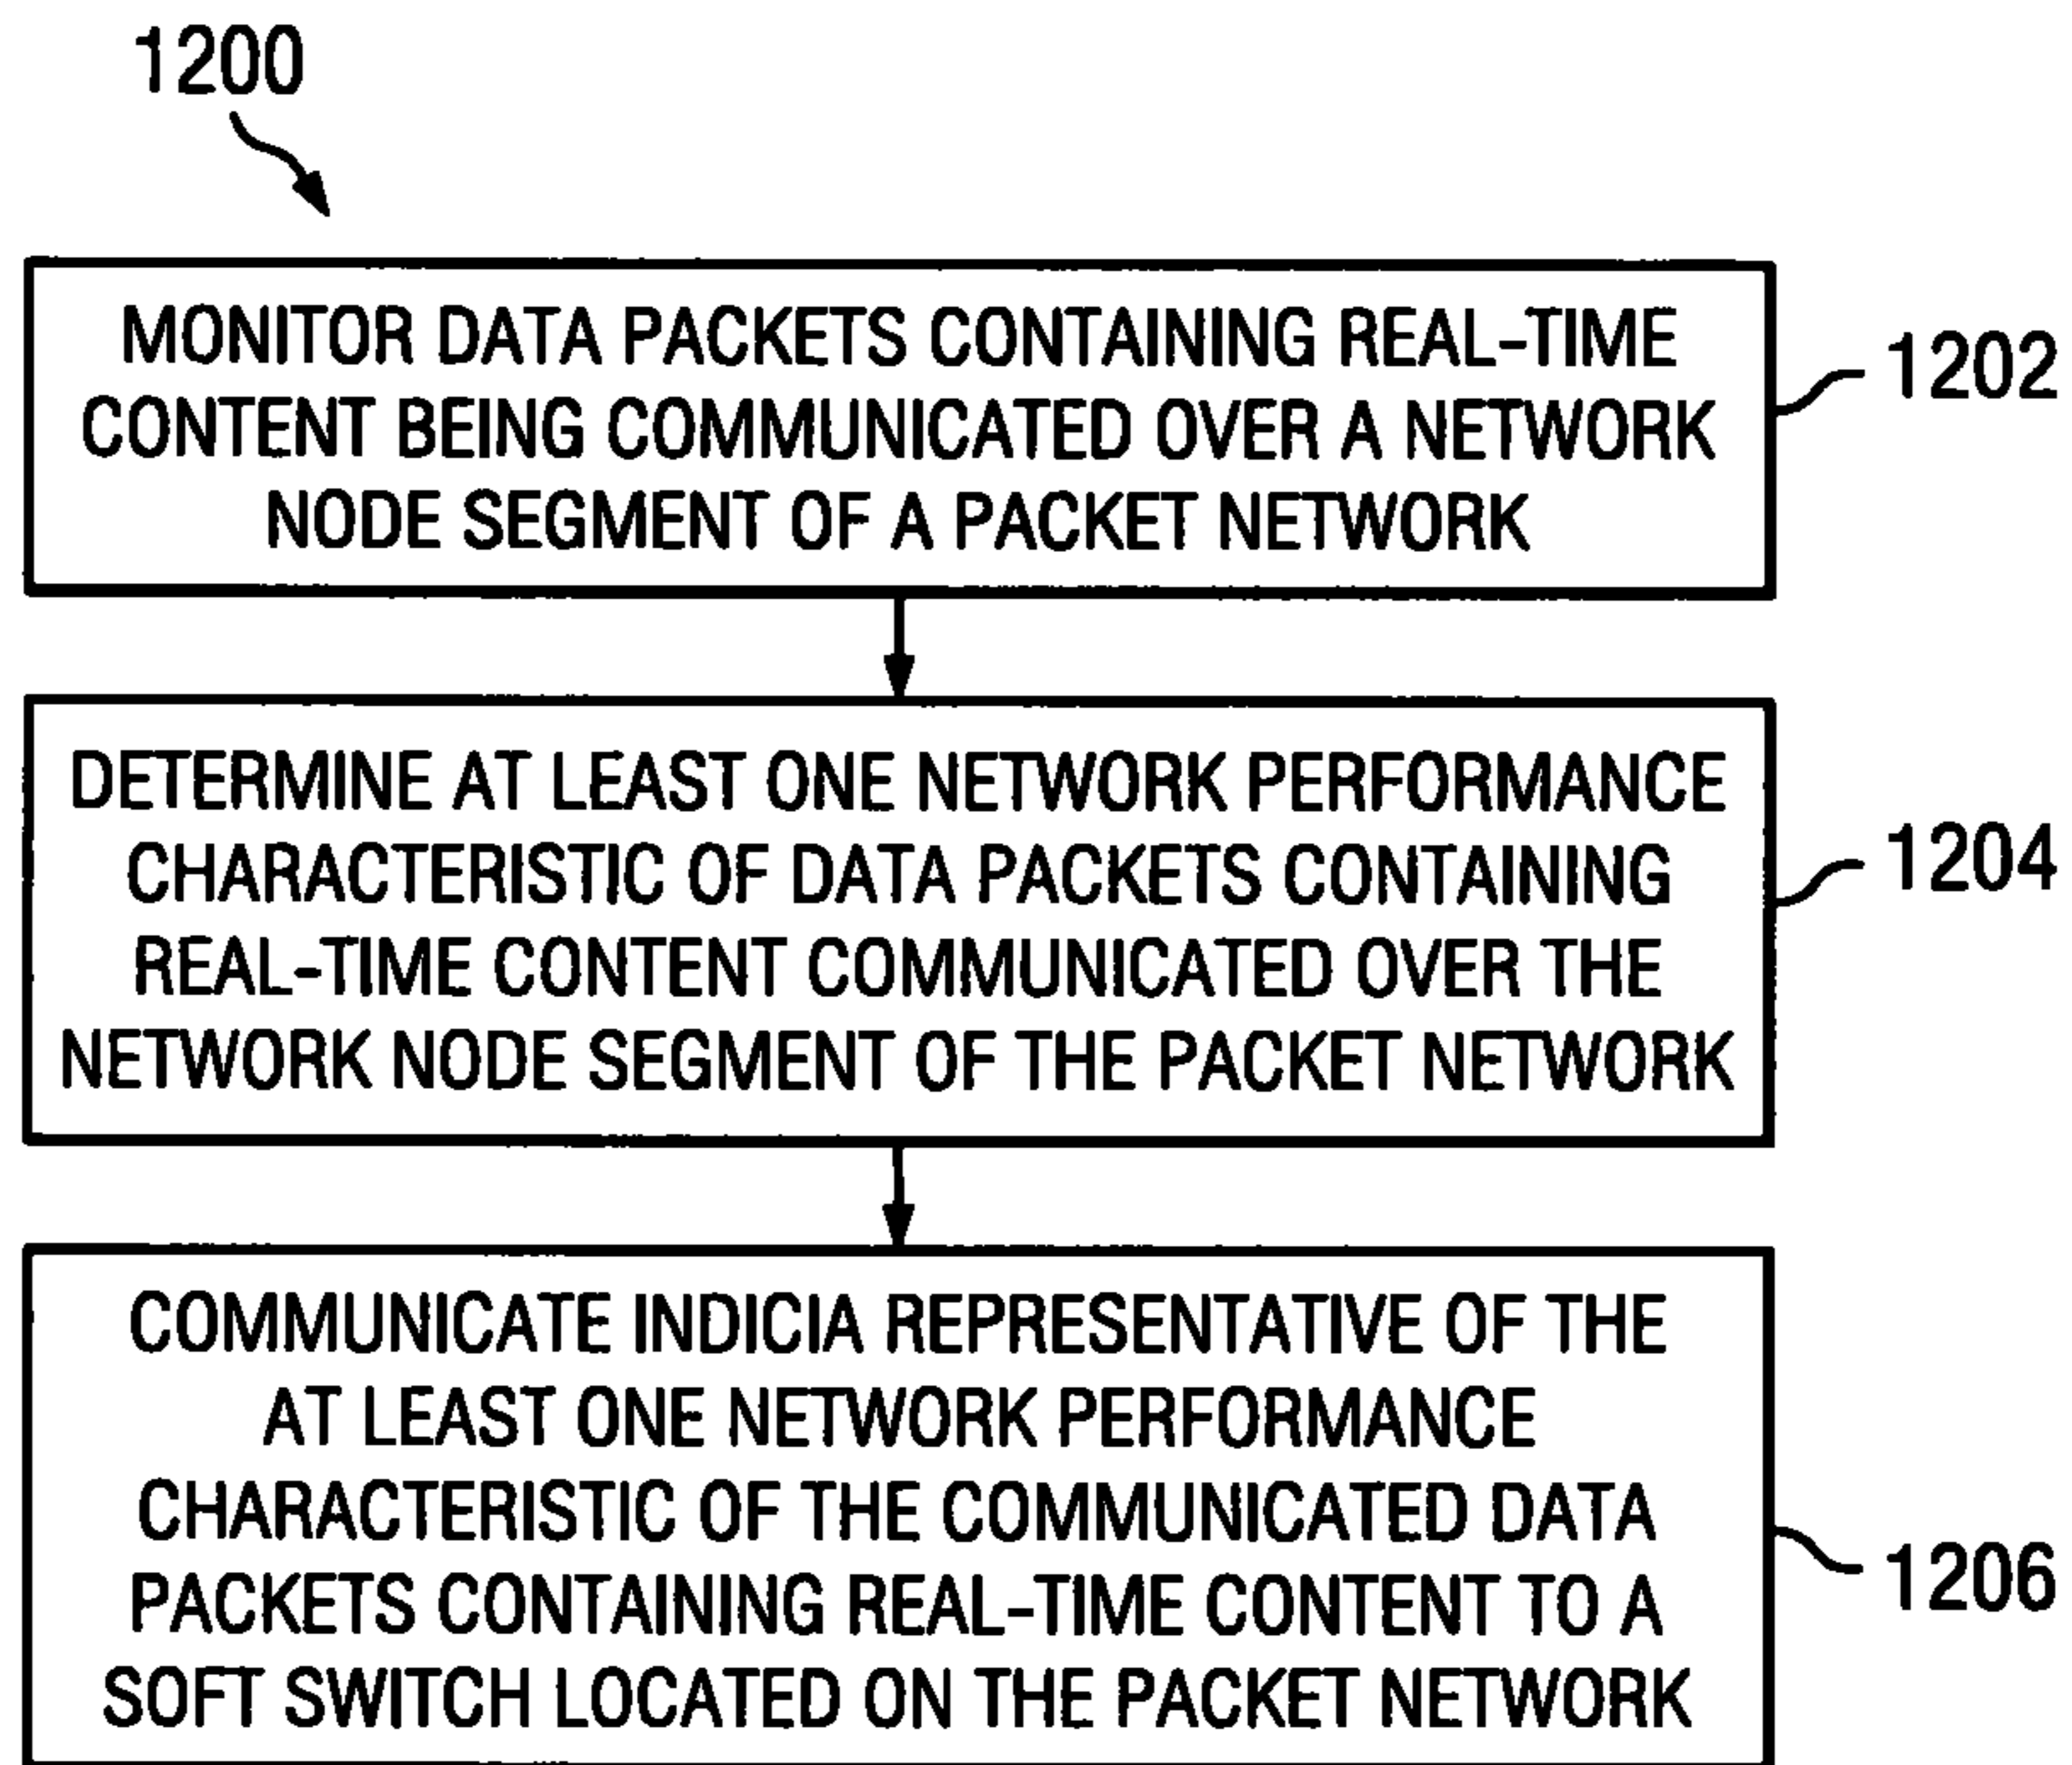 1200
MONITOR DATA PACKETS CONTAINING REAL-TIME
CONTENT BEING COMMUNICATED OVER A NETWORK
NODE SEGMENT OF A PACKET NETWORK
1202
DETERMINE AT LEAST ONE NETWORK PERFORMANCE
CHARACTERISTIC OF DATA PACKETS CONTAINING
REAL-TIME CONTENT COMMUNICATED OVER THE
NETWORK NODE SEGMENT OF THE PACKET NETWORK
1204
COMMUNICATE INDICIA REPRESENTATIVE OF THE
AT LEAST ONE NETWORK PERFORMANCE
CHARACTERISTIC OF THE COMMUNICATED DATA
PACKETS CONTAINING REAL-TIME CONTENT TO A
SOFT SWITCH LOCATED ON THE PACKET NETWORK
1206